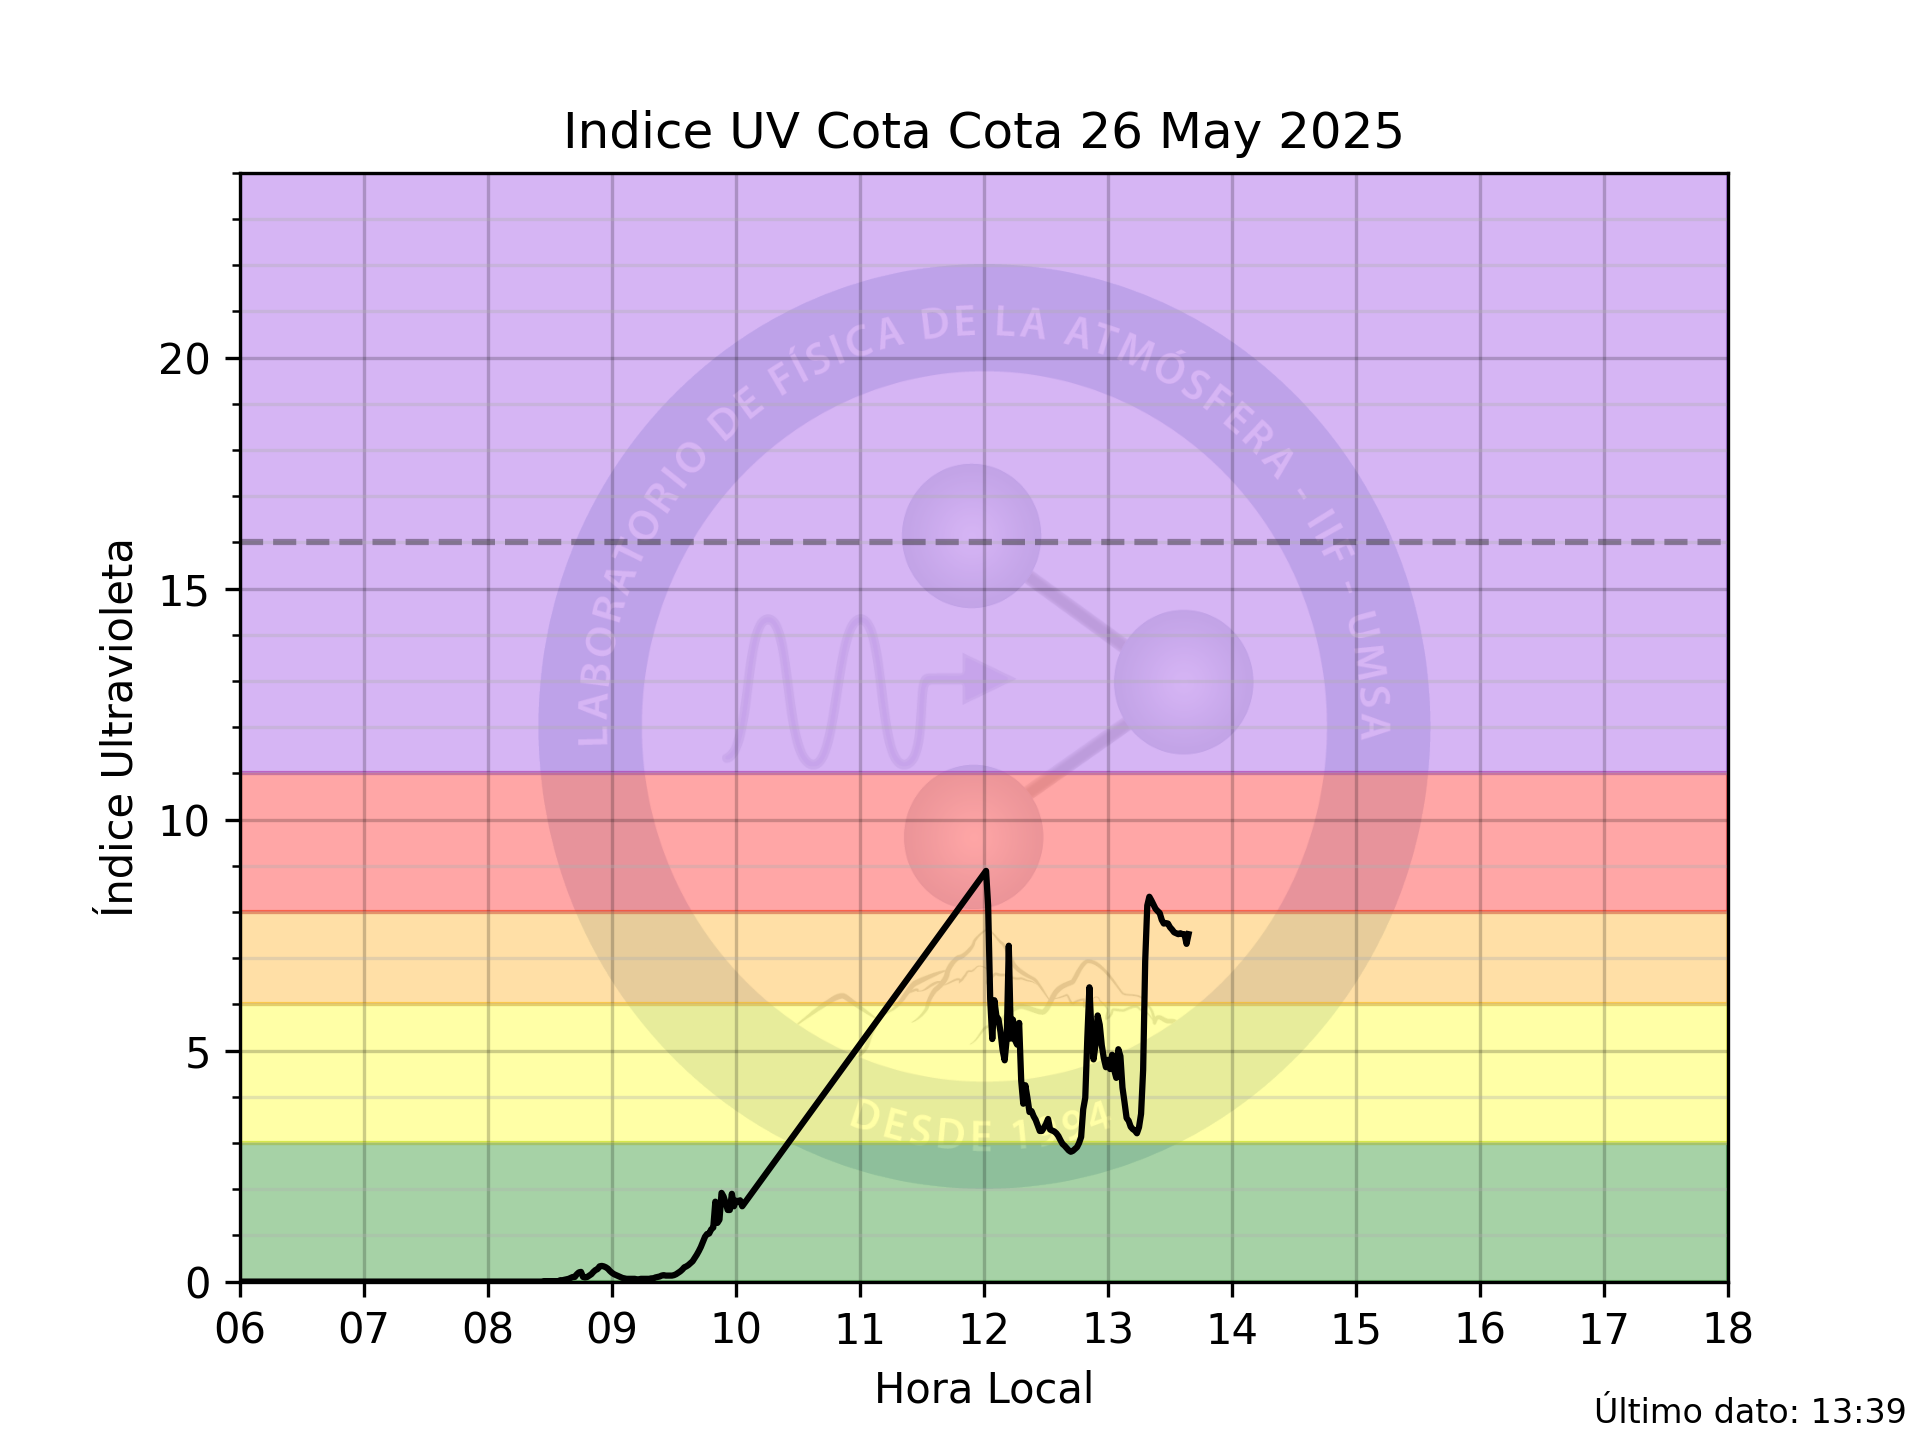 Indice UV Cota Cota 26 May 2025
LABORATORIO DE FÍSICA DE LA ATMÓSFERA - IIF - UMSA
DESDE 1994
Índice Ultravioleta
20
15
10
5
0
06 07 08 09 10 11 12 13 14 15 16 17 18
Hora Local
Último dato: 13:39